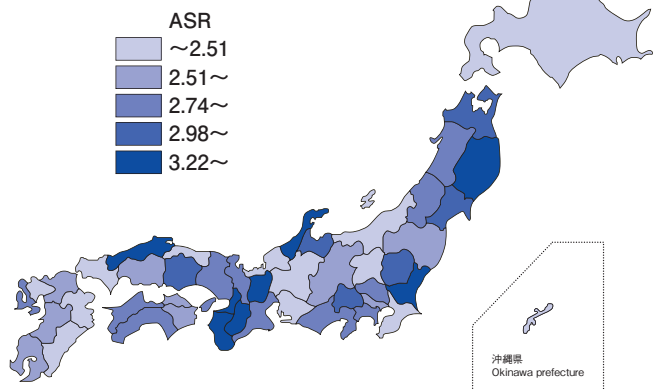 ASR
～2.51
2.51～
2.74～
2.98～
3.22～
沖縄県
Okinawa prefecture